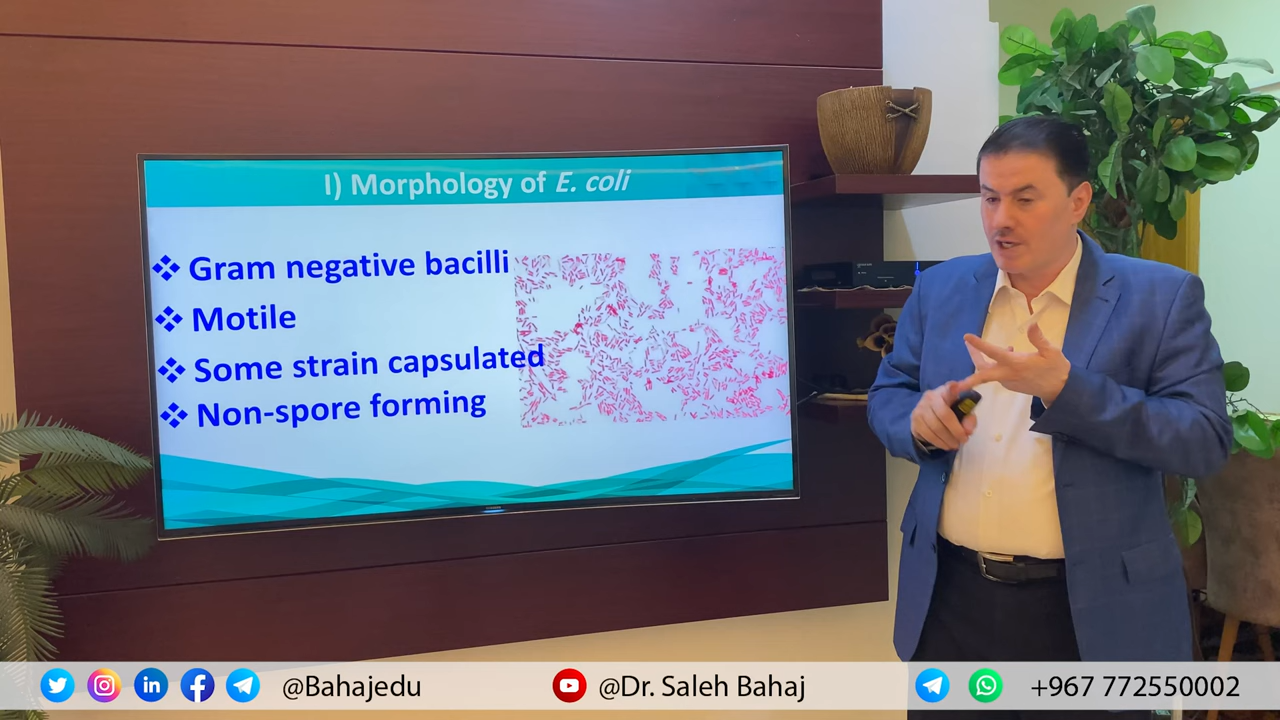 I) Morphology of E. coli
❖ Gram negative bacilli
❖ Motile
❖ Some strain capsulated
❖ Non-spore forming
@Bahajedu
@Dr. Saleh Bahaj
+967 772550002